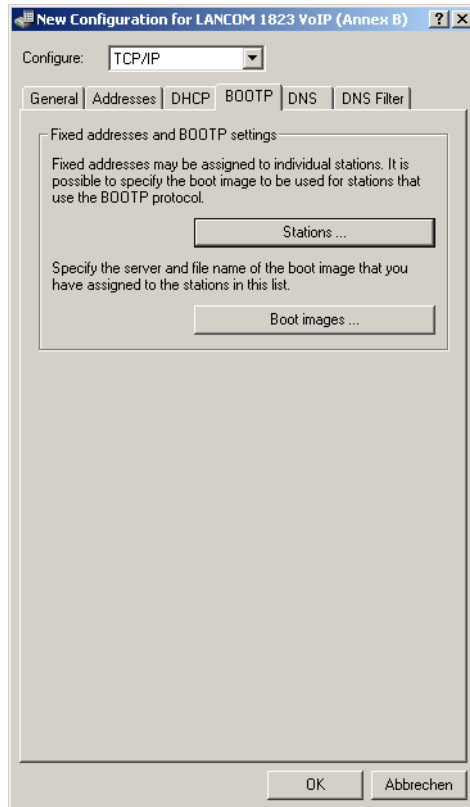 New Configuration for LANCOM 1823 VoIP (Annex B)
Configure: TCP/IP
General Addresses DHCP BOOTP DNS DNS Filter
Fixed addresses and BOOTP settings
Fixed addresses may be assigned to individual stations. It is
possible to specify the boot image to be used for stations that
use the BOOTP protocol.
Stations ...
Specify the server and file name of the boot image that you
have assigned to the stations in this list.
Boot images ...
OK Abbrechen